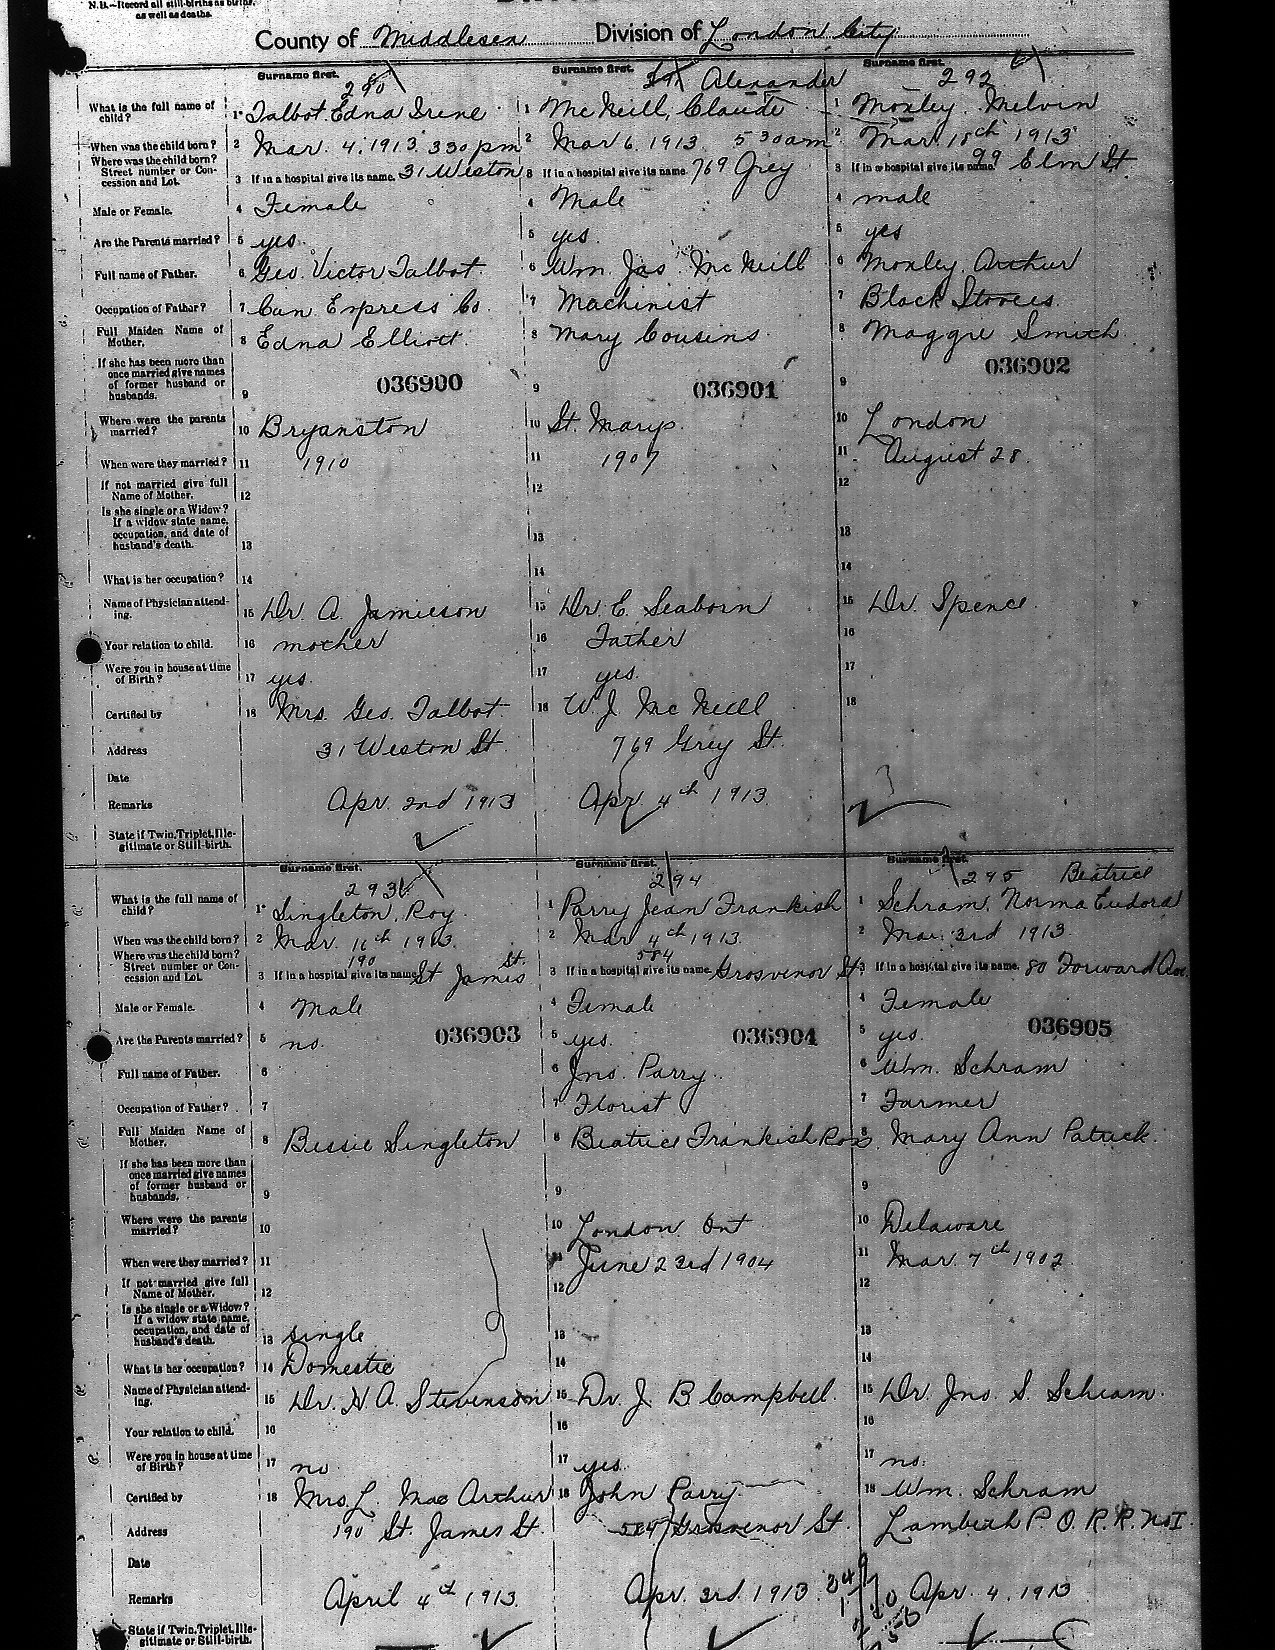 N.B.—Record all still-births as births,
as well as deaths.
County of Middlesex Division of London City
Surname first. 290
What is the full name of child? 1 Talbot Edna Irene
When was the child born? 2 Mar. 4, 1913 3 30 pm
Where was the child born? Street number or Concession and Lot. 3 If in a hospital give its name. 31 Weston
Male or Female. 4 Female
Are the Parents married? 5 yes.
Full name of Father. 6 Geo. Victor Talbot.
Occupation of Father? 7 Can Express Co
Full Maiden Name of Mother. 8 Edna Elliott.
If she has been more than once married give names of former husband or husbands. 9
036900
Where were the parents married? 10 Bryanston
When were they married? 11 1910
If not married give full Name of Mother. 12
Is she single or a Widow? If a widow state name, occupation, and date of husband's death. 13
What is her occupation? 14
Name of Physician attending. 15 Dr. A. Jamieson
Your relation to child. 16 mother
Were you in house at time of Birth? 17 yes.
Certified by 18 Mrs. Geo. Talbot.
Address 31 Weston St.
Date
Remarks Apr. 2nd 1913
State if Twin, Triplet, Illegitimate or Still-birth.
Surname first. 291 Alexander
1 McNeill, Claude
2 Mar 6. 1913. 5 30 am
3 If in a hospital give its name. 769 Grey
4 Male
5 yes.
6 Wm. Jas. McNeill
7 Machinist
8 Mary Cousins.
9
036901
10 St. Marys.
11 1907
12
13
14
15 Dr E. Seaborn
16 Father
17 yes.
18 W. J. McNeill
769 Grey St.
Apr 4th 1913.
Surname first. 292
1 Moxley Melvin
2 Mar. 18th 1913
3 If in a hospital give its name. 99 Elm St.
4 male
5 yes
6 Moxley Arthur
7 Black Stoves
8 Maggie Smith
036902
9
10 London
11 August 28.
12
13
14
15 Dr. Spence.
16
17
18
Surname first. 293
What is the full name of child? 1 Singleton, Roy.
When was the child born? 2 Mar. 11th 1913.
Where was the child born? Street number or Concession and Lot. 3 If in a hospital give its name. 190 St James St.
Male or Female. 4 Male
Are the Parents married? 5 no.
036903
Full name of Father. 6
Occupation of Father? 7
Full Maiden Name of Mother. 8 Bessie Singleton
If she has been more than once married give names of former husband or husbands. 9
Where were the parents married? 10
When were they married? 11
If not married give full Name of Mother. 12
Is she single or a Widow? If a widow state name, occupation, and date of husband's death. 13 single
What is her occupation? 14 Domestic
Name of Physician attending. 15 Dr. H. A. Stevenson
Your relation to child. 16
Were you in house at time of Birth? 17 no
Certified by 18 Mrs. L. MacArthur
Address 190 St. James St.
Date
Remarks April 4th 1913.
State if Twin, Triplet, Illegitimate or Still-birth.
Surname first. 294
1 Parry Jean Frankish
2 Mar 4th 1913.
3 If in a hospital give its name. 584 Grosvenor St
4 Female
5 yes.
036904
6 Jno. Parry.
7 Florist
8 Beatrice Frankish
9
10 London Ont
11 June 23rd 1904
12
13
14
15 Dr. J. B Campbell.
16
17 yes.
18 John Parry
584 Grosvenor St.
Apr. 3rd. 1913.
Surname first. 295 Beatrice
1 Schram, Norma Eudora
2 Mar. 3rd 1913.
3 If in a hospital give its name. 80 Forward Ave.
4 Female
5 yes.
036905
6 Wm. Schram
7 Farmer
8 Mary Ann Patrick.
9
10 Delaware
11 Mar. 7th 1902.
12
13
14
15 Dr Jno. S. Schram.
16
17 no.
18 Wm. Schram
Lambeth P. O. R. R. No 1
Apr. 4. 1913